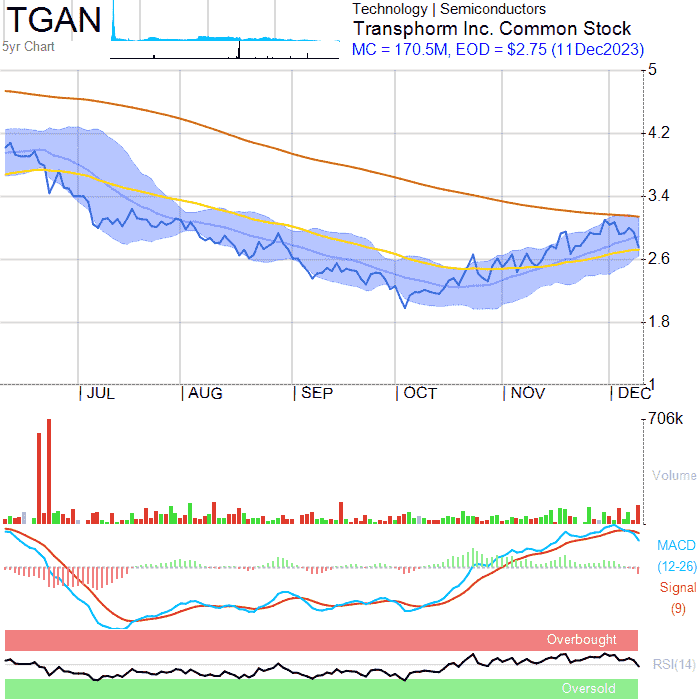 TGAN
5yr Chart
Technology | Semiconductors
Transphorm Inc. Common Stock
MC = 170.5M, EOD = $2.75 (11Dec2023)
5
4.2
3.4
2.6
1.8
1
JUL
AUG
SEP
OCT
NOV
DEC
706k
Volume
MACD
(12-26)
Signal
(9)
Overbought
RSI(14)
Oversold